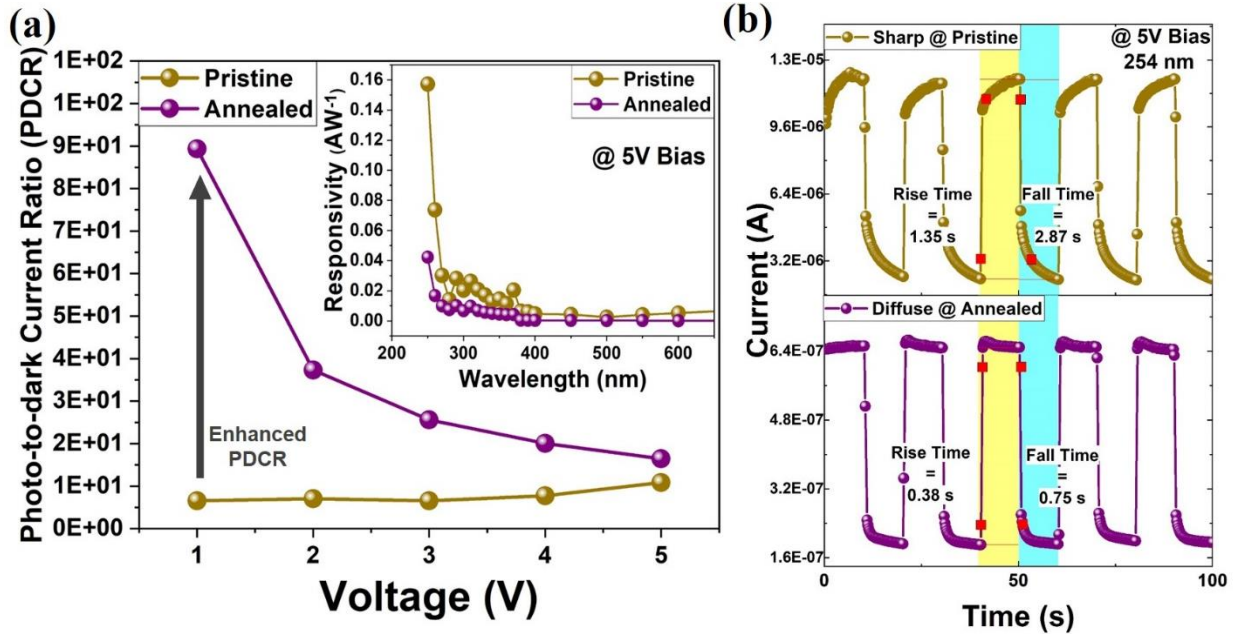 (a)
Photo-to-dark Current Ratio (PDCR)
1E+02
1E+02
9E+01
8E+01
7E+01
6E+01
5E+01
4E+01
3E+01
2E+01
1E+01
0E+00
Pristine
Annealed
Enhanced
PDCR
1 2 3 4 5
Voltage (V)
Responsivity (AW-1)
0.16
0.14
0.12
0.10
0.08
0.06
0.04
0.02
0.00
Pristine
Annealed
@ 5V Bias
200 300 400 500 600
Wavelength (nm)
(b)
Current (A)
1.3E-05
9.6E-06
6.4E-06
3.2E-06
Sharp @ Pristine
@ 5V Bias
254 nm
Rise Time
=
1.35 s
Fall Time
=
2.87 s
6.4E-07
4.8E-07
3.2E-07
1.6E-07
Diffuse @ Annealed
Rise Time
=
0.38 s
Fall Time
=
0.75 s
0 50 100
Time (s)